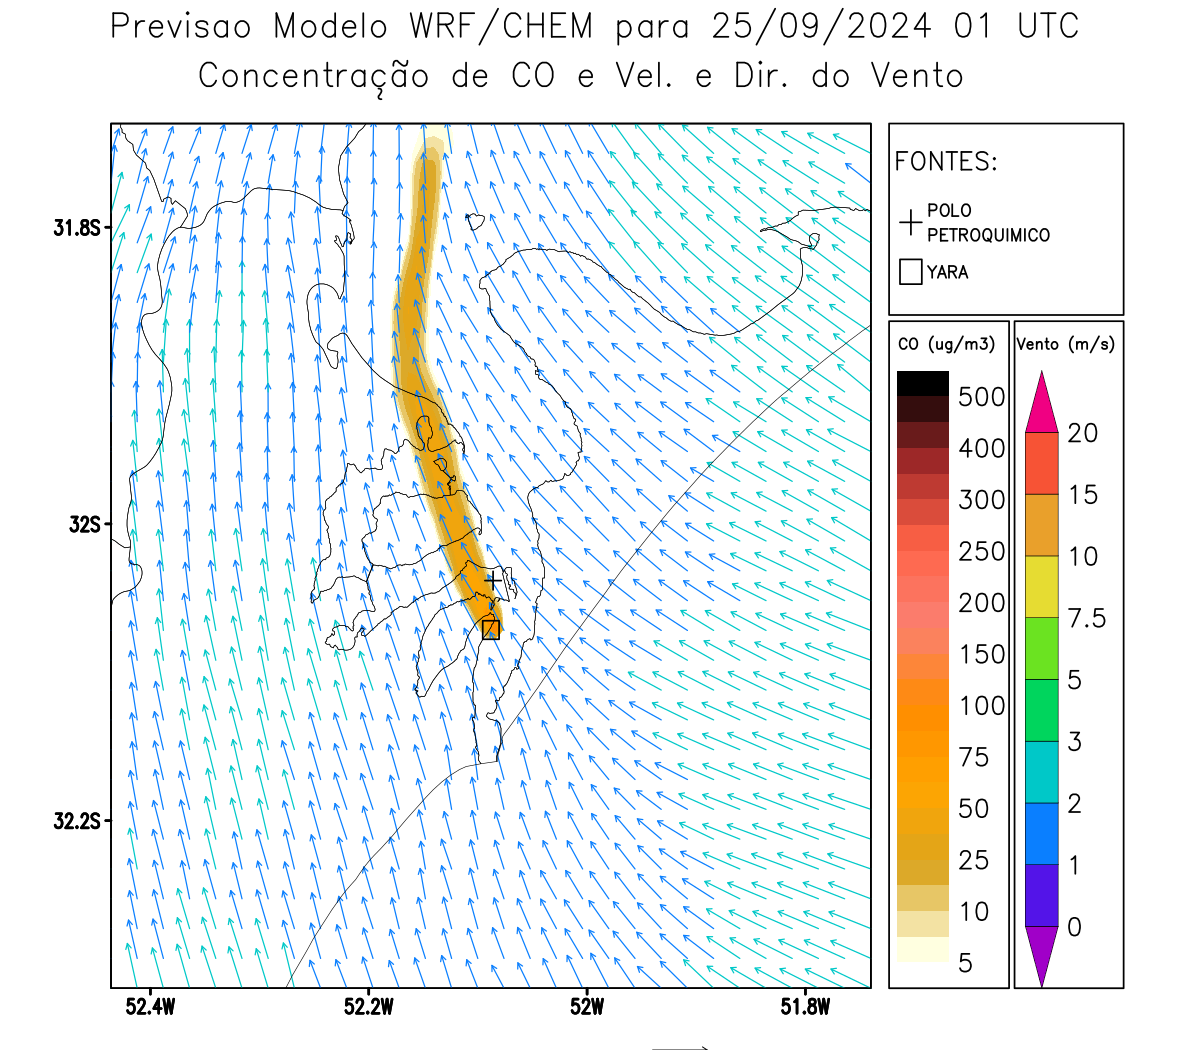 Previsao Modelo WRF/CHEM para 25/09/2024 01 UTC
Concentração de CO e Vel. e Dir. do Vento
FONTES:
POLO
PETROQUIMICO
YARA
CO (ug/m3)
500
400
300
250
200
150
100
75
50
25
10
5
Vento (m/s)
20
15
10
7.5
5
3
2
1
0
31.8S
32S
32.2S
52.4W
52.2W
52W
51.8W